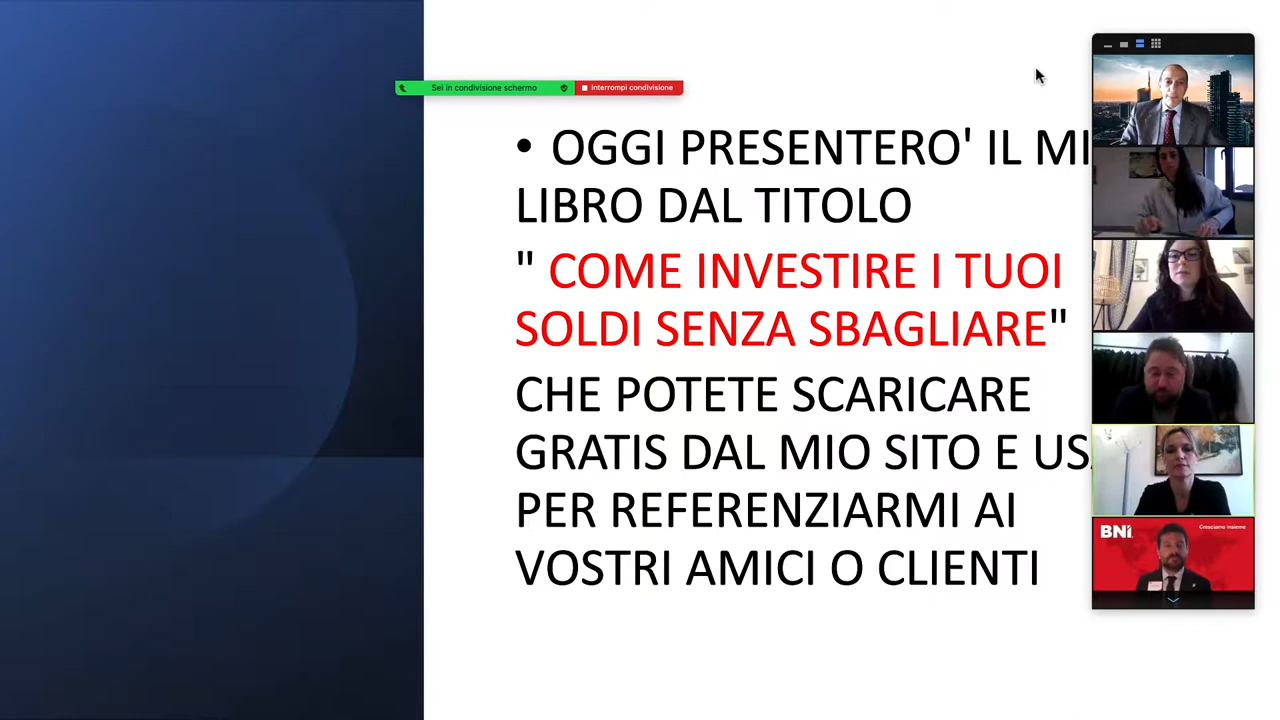 Sei in condivisione schermo
Interrompi condivisione
• OGGI PRESENTERO' IL MI
LIBRO DAL TITOLO
" COME INVESTIRE I TUOI
SOLDI SENZA SBAGLIARE"
CHE POTETE SCARICARE
GRATIS DAL MIO SITO E US
PER REFERENZIARMI AI
VOSTRI AMICI O CLIENTI
BNI
Cresciamo insieme